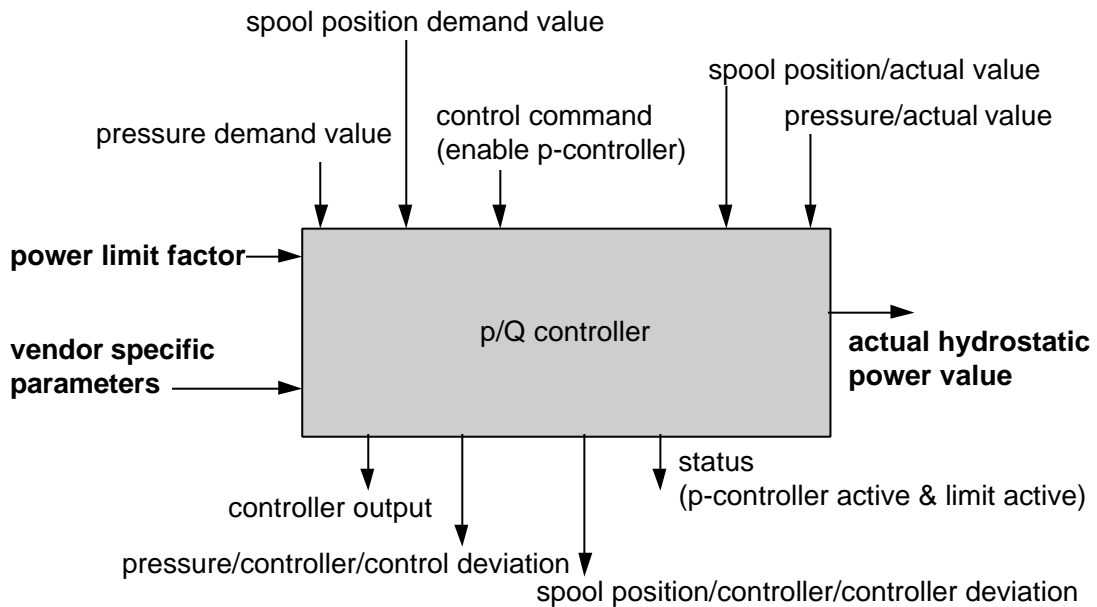 spool position demand value
spool position/actual value
control command
(enable p-controller)
pressure/actual value
pressure demand value
power limit factor
p/Q controller
vendor specific
parameters
actual hydrostatic
power value
status
(p-controller active & limit active)
controller output
pressure/controller/control deviation
spool position/controller/controller deviation